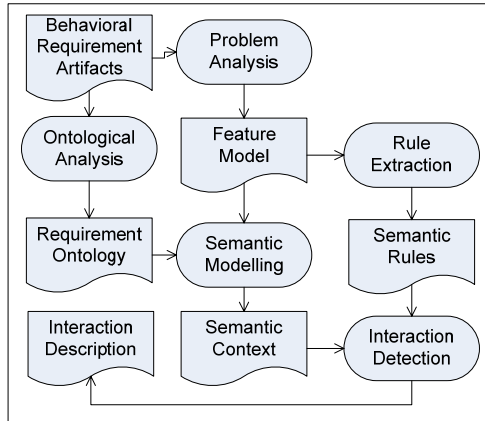 Behavioral
Requirement
Artifacts
Problem
Analysis
Ontological
Analysis
Feature
Model
Rule
Extraction
Requirement
Ontology
Semantic
Modelling
Semantic
Rules
Interaction
Description
Semantic
Context
Interaction
Detection